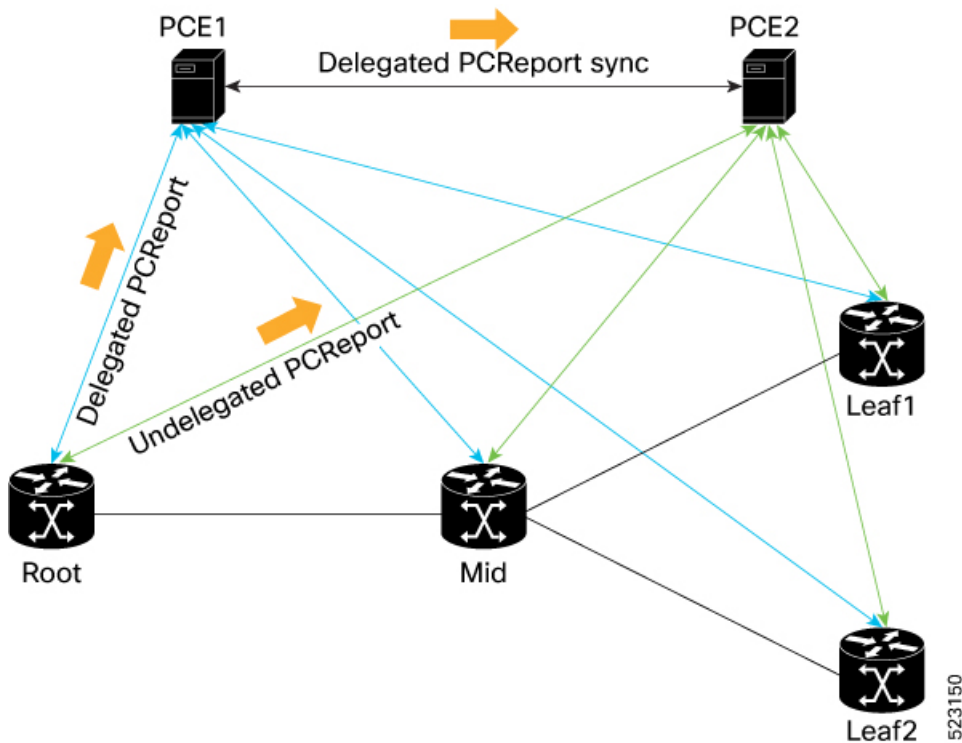 PCE1
PCE2
Delegated PCReport sync
Delegated PCReport
Undelegated PCReport
Leaf1
Root
Mid
Leaf2
523150